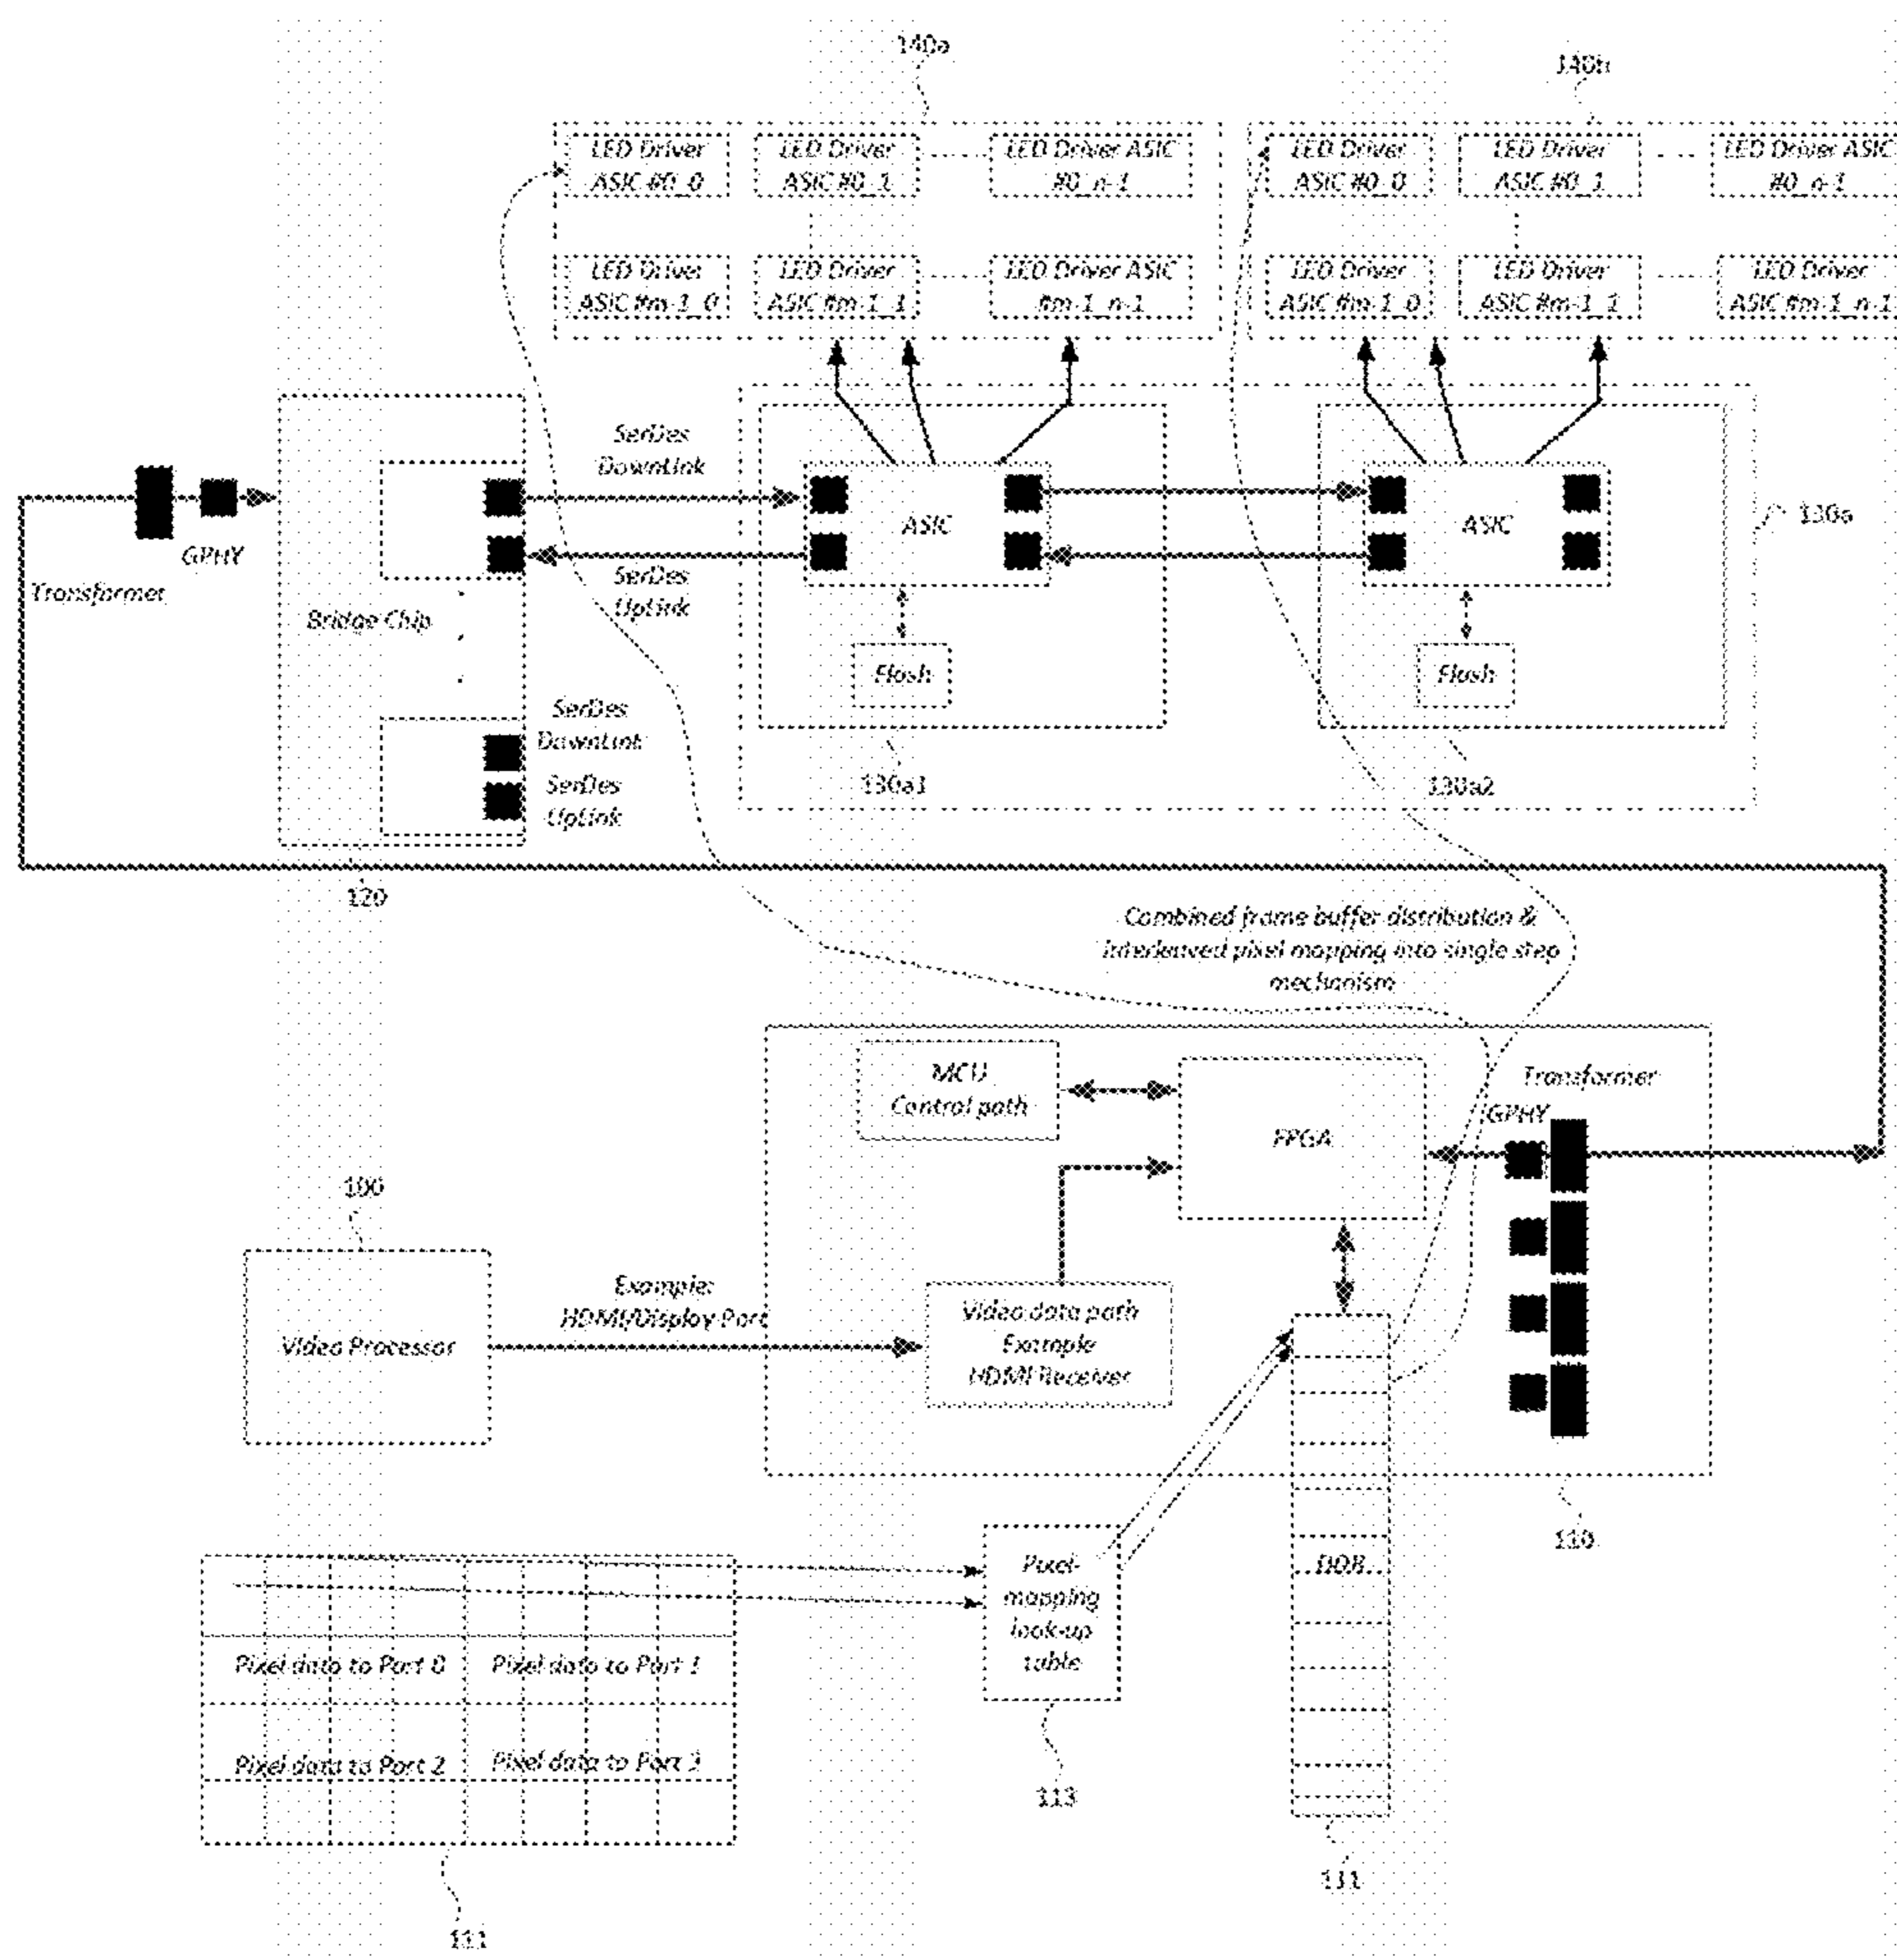 140a
140b
LED Driver
ASIC #0_0
LED Driver
ASIC #0_1
LED Driver ASIC
#0_n-1
LED Driver
ASIC #0_0
LED Driver
ASIC #0_1
LED Driver ASIC
#0_n-1
LED Driver
ASIC #m-1_0
LED Driver
ASIC #m-1_1
LED Driver ASIC
#m-1_n-1
LED Driver
ASIC #m-1_0
LED Driver
ASIC #m-1_1
LED Driver
ASIC #m-1_n-1
SerDes
DownLink
ASIC
ASIC
130a
GPHY
Transformer
SerDes
UpLink
Bridge Chip
Flash
Flash
SerDes
DownLink
SerDes
UpLink
130a1
130a2
120
Combined frame buffer distribution &
interleaved pixel mapping into single step
mechanism
MCU
Control path
FPGA
Transformer
GPHY
100
Video Processor
Example:
HDMI/Display Port
Video data path
Example
HDMI Receiver
110
Pixel-
mapping
look-up
table
DDR
Pixel data to Port 0
Pixel data to Port 1
Pixel data to Port 2
Pixel data to Port 3
113
111
111